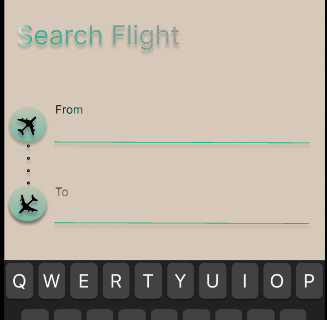 Search Flight
From
To
Q W E R T Y U I O P